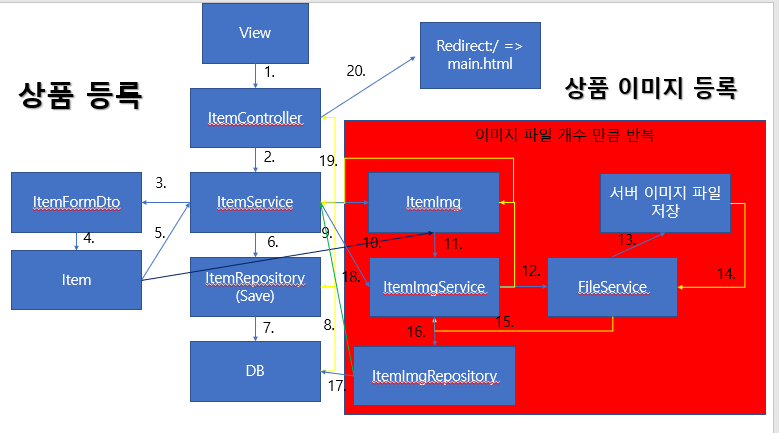 View
Redirect:/ =>
main.html
1.
20.
상품 등록
상품 이미지 등록
ItemController
이미지 파일 개수 만큼 반복
2.
19.
ItemFormDto
3.
ItemService
ItemImg
서버 이미지 파일
저장
4.
5.
6.
9.
10.
11.
13.
Item
ItemRepository
(Save)
18.
ItemImgService
12.
FileService
14.
7.
8.
16.
15.
DB
17.
ItemImgRepository